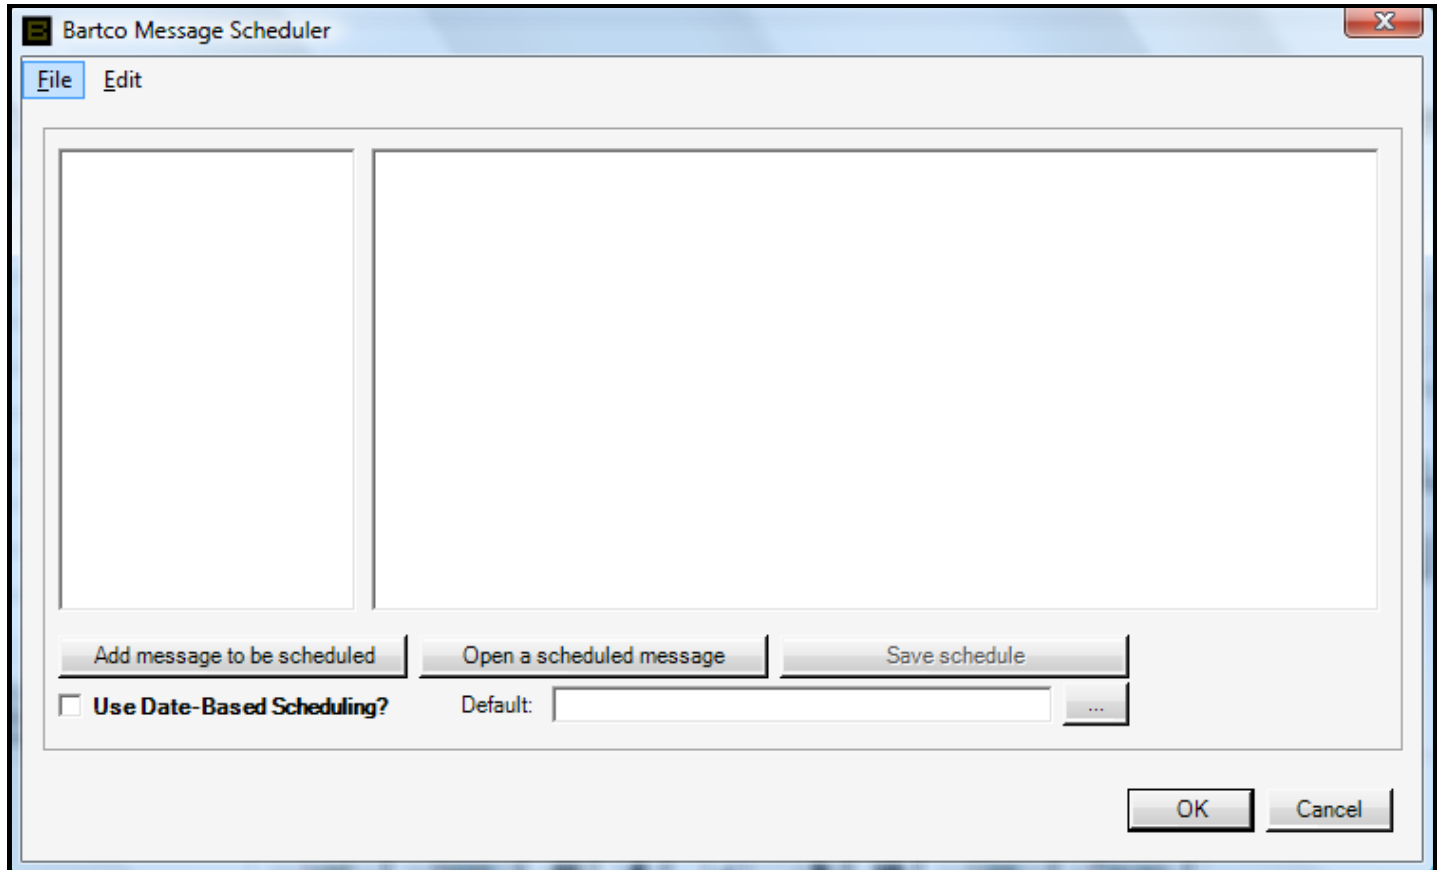 Bartco Message Scheduler
X
File Edit
Add message to be scheduled Open a scheduled message Save schedule
Use Date-Based Scheduling? Default: ...
OK Cancel